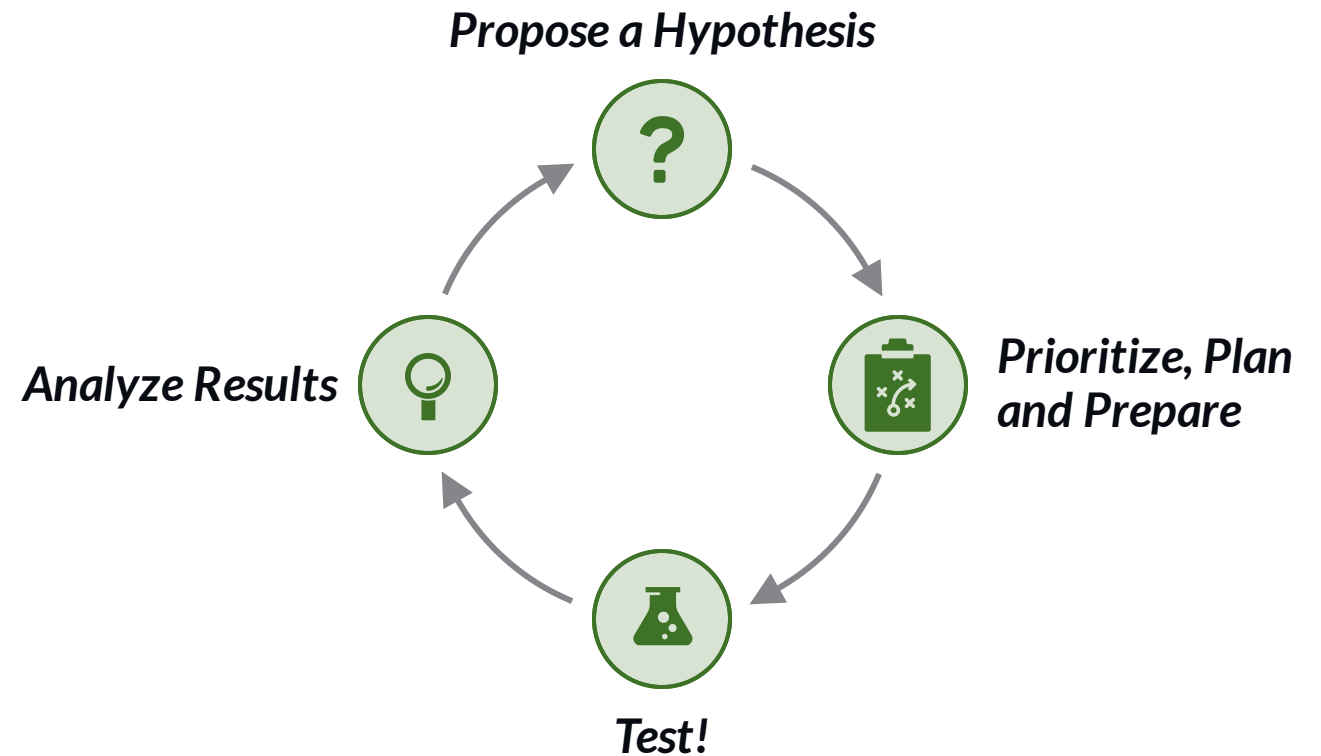 Propose a Hypothesis
Prioritize, Plan
and Prepare
Test!
Analyze Results